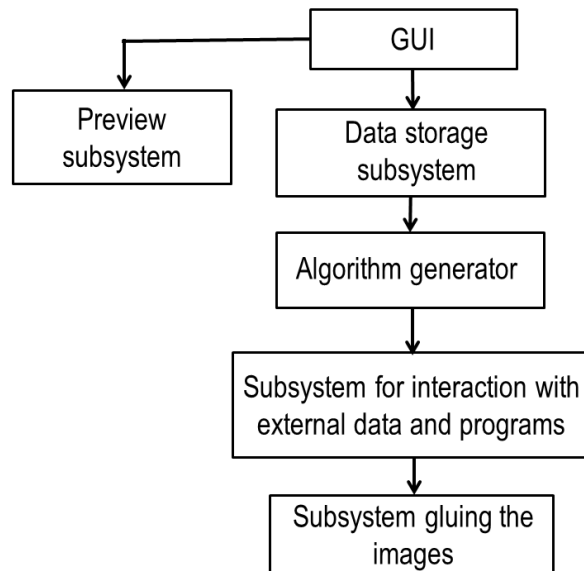 GUI
Preview
subsystem
Data storage
subsystem
Algorithm generator
Subsystem for interaction with
external data and programs
Subsystem gluing the
images